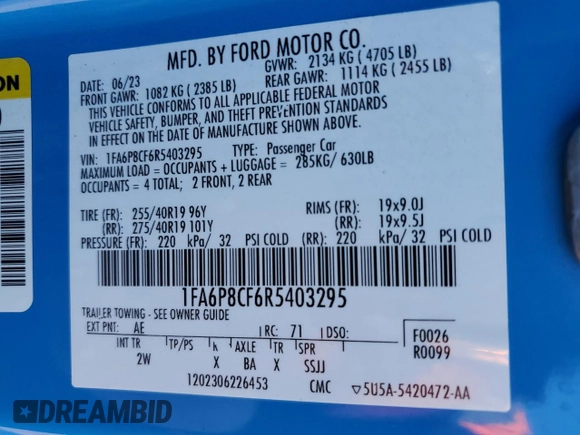 ON
MFD. BY FORD MOTOR CO.
DATE: 06/23 GVWR: 2134 KG ( 4705 LB)
FRONT GAWR: 1082 KG ( 2385 LB) REAR GAWR: 1114 KG ( 2455 LB)
THIS VEHICLE CONFORMS TO ALL APPLICABLE FEDERAL MOTOR
VEHICLE SAFETY, BUMPER, AND THEFT PREVENTION STANDARDS
IN EFFECT ON THE DATE OF MANUFACTURE SHOWN ABOVE.
VIN: 1FA6P8CF6R5403295 TYPE: Passenger Car
MAXIMUM LOAD = OCCUPANTS + LUGGAGE = 285KG/ 630LB
OCCUPANTS = 4 TOTAL; 2 FRONT, 2 REAR
TIRE (FR): 255/40R19 96Y RIMS (FR): 19x9.0J
(RR): 275/40R19 101Y (RR): 19x9.5J
PRESSURE (FR): 220 kPa/ 32 PSI COLD (RR): 220 kPa/ 32 PSI COLD
1FA6P8CF6R5403295
TRAILER TOWING - SEE OWNER GUIDE
EXT PNT: AE RC: 71 DSO: F0026
R0099
INT TR TP/PS h AXLE TR SPR
2W X BA X SSJJ
1202306226453 CMC ▽5U5A-5420472-AA
DREAMBID